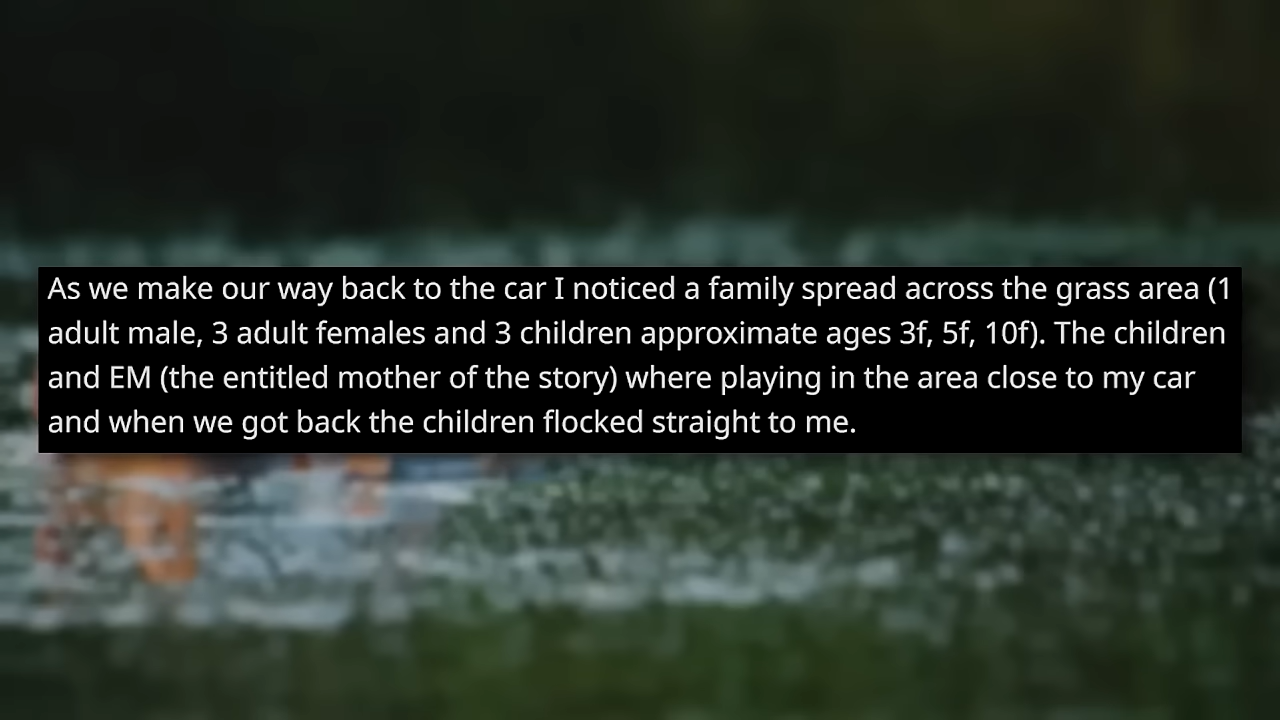 As we make our way back to the car I noticed a family spread across the grass area (1
adult male, 3 adult females and 3 children approximate ages 3f, 5f, 10f). The children
and EM (the entitled mother of the story) where playing in the area close to my car
and when we got back the children flocked straight to me.